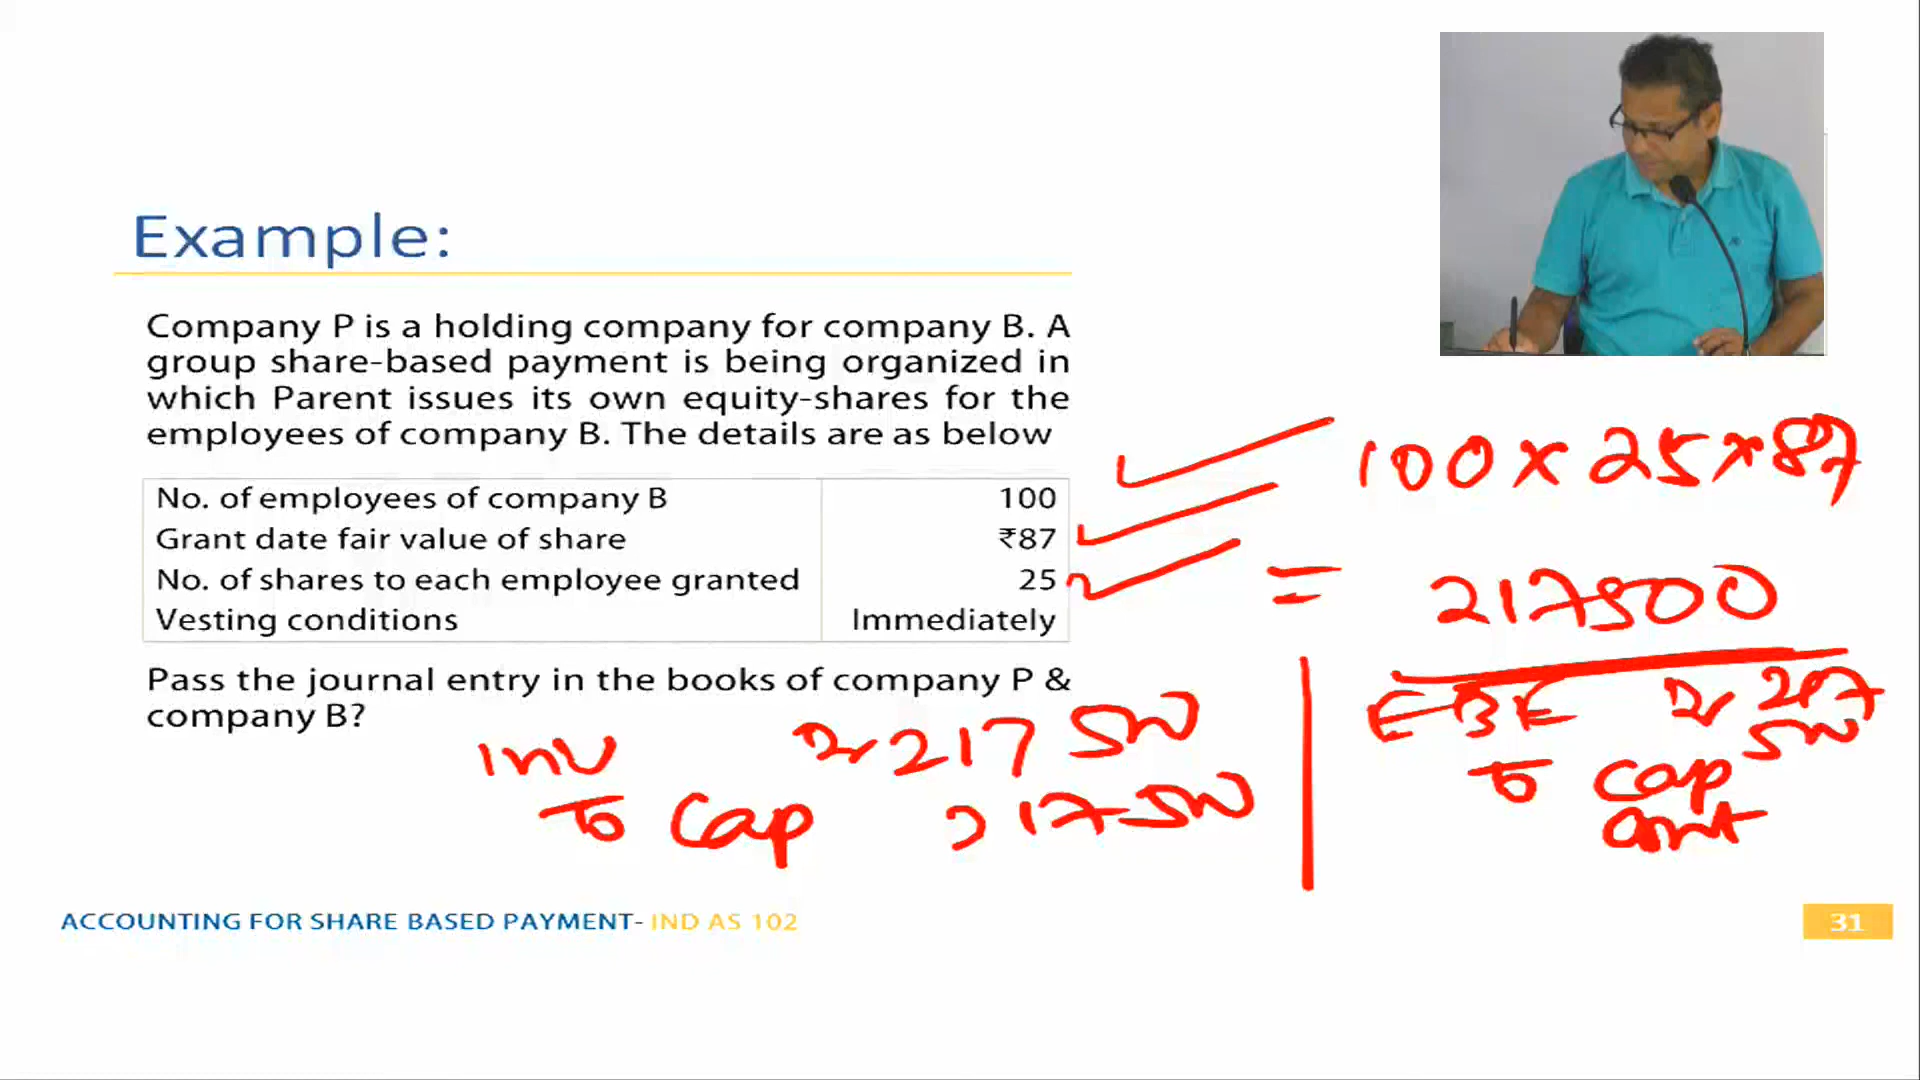 Example:
Company P is a holding company for company B. A
group share-based payment is being organized in
which Parent issues its own equity-shares for the
employees of company B. The details are as below
No. of employees of company B 100
Grant date fair value of share ₹87
No. of shares to each employee granted 25
Vesting conditions Immediately
Pass the journal entry in the books of company P &
company B?
100 x 25 x 87
= 217500
Inv Dr 217500
To Cap 217500
EBE Dr 217
500
To Cap
ACCOUNTING FOR SHARE BASED PAYMENT- IND AS 102
31